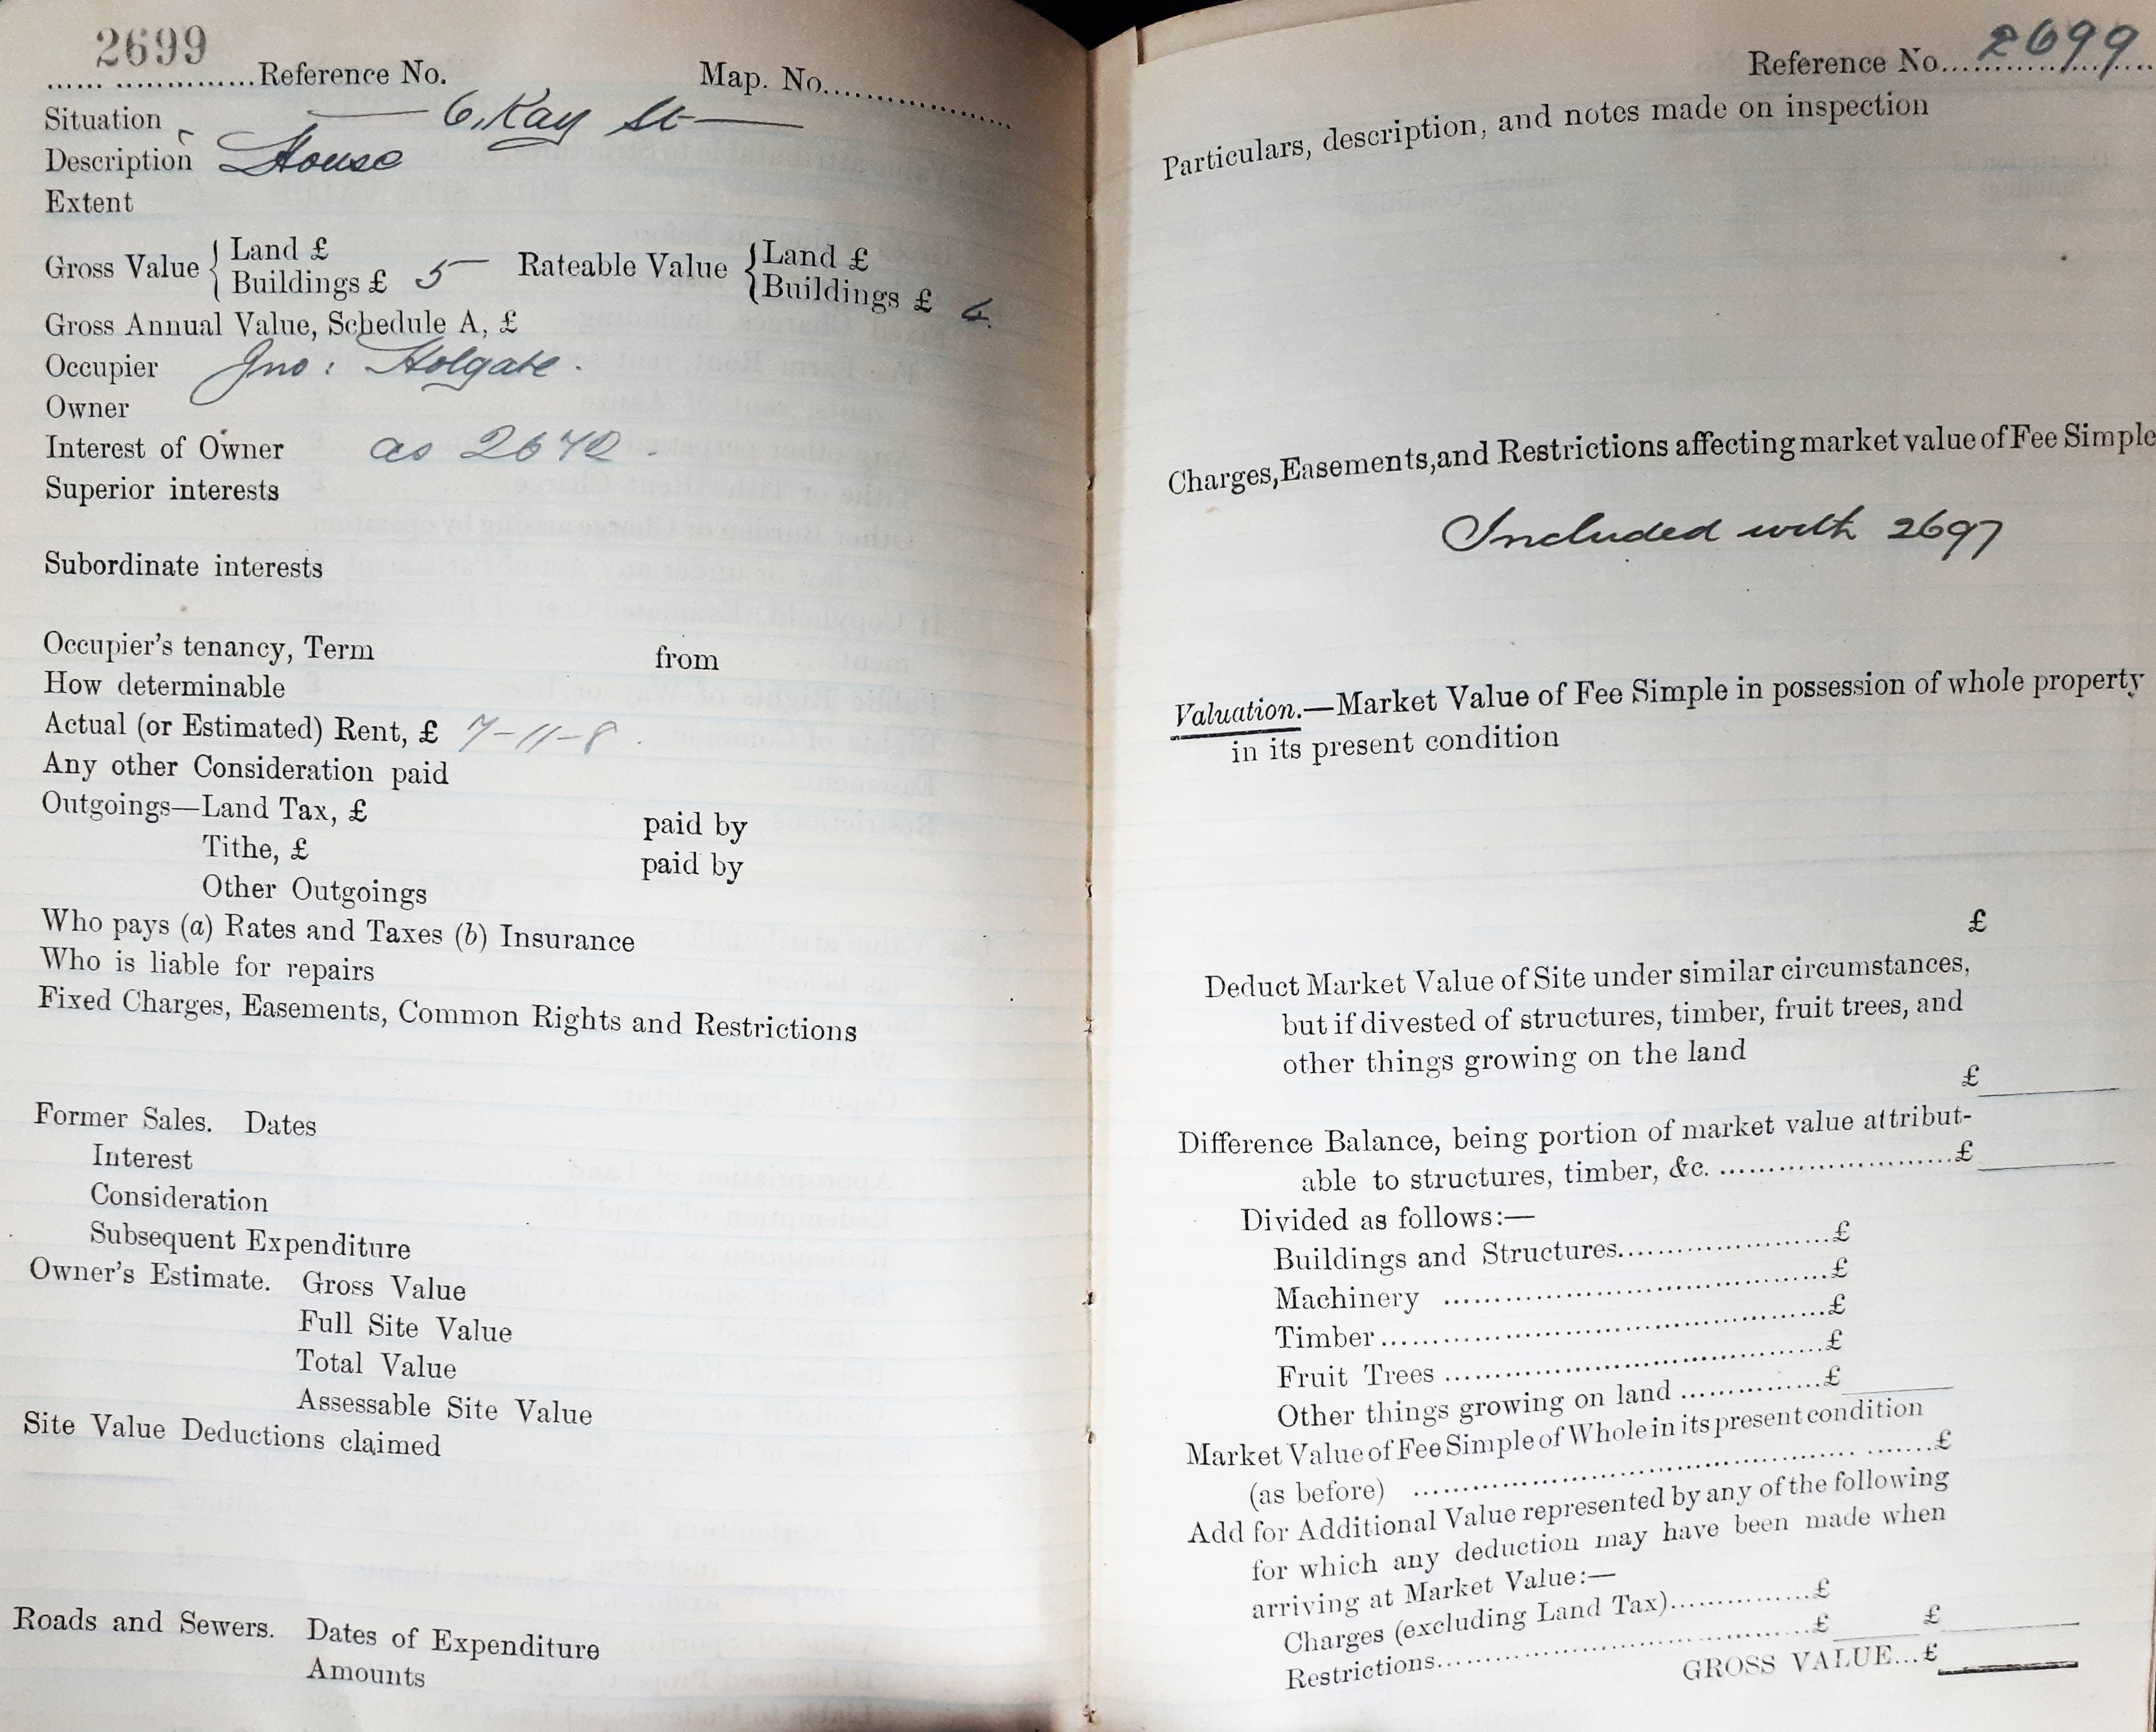 2699
...... ...............Reference No. Map. No....................
Situation — 6, Kay St —
Description House
Extent
Gross Value { Land £ Rateable Value { Land £
Buildings £ 5 — Buildings £ 4.
Gross Annual Value, Schedule A, £
Occupier Jno: Holgate.
Owner
Interest of Owner as 2672.
Superior interests
Subordinate interests
Occupier's tenancy, Term from
How determinable
Actual (or Estimated) Rent, £ 7-11-8.
Any other Consideration paid
Outgoings—Land Tax, £ paid by
Tithe, £ paid by
Other Outgoings
Who pays (a) Rates and Taxes (b) Insurance
Who is liable for repairs
Fixed Charges, Easements, Common Rights and Restrictions
Former Sales. Dates
Interest
Consideration
Subsequent Expenditure
Owner's Estimate. Gross Value
Full Site Value
Total Value
Assessable Site Value
Site Value Deductions claimed
Roads and Sewers. Dates of Expenditure
Amounts
Reference No. 2699
Particulars, description, and notes made on inspection
Charges, Easements, and Restrictions affecting market value of Fee Simple
Included with 2697
Valuation.—Market Value of Fee Simple in possession of whole property
in its present condition
£
Deduct Market Value of Site under similar circumstances,
but if divested of structures, timber, fruit trees, and
other things growing on the land
£
Difference Balance, being portion of market value attribut-
able to structures, timber, &c. ..........................£
Divided as follows:—
Buildings and Structures.......................£
Machinery ..........................................£
Timber.................................................£
Fruit Trees ..........................................£
Other things growing on land ...............£
Market Value of Fee Simple of Whole in its present condition
(as before) ................................................ .......£
Add for Additional Value represented by any of the following
for which any deduction may have been made when
arriving at Market Value:—
Charges (excluding Land Tax)................£
Restrictions..........................................£ £
GROSS VALUE...£